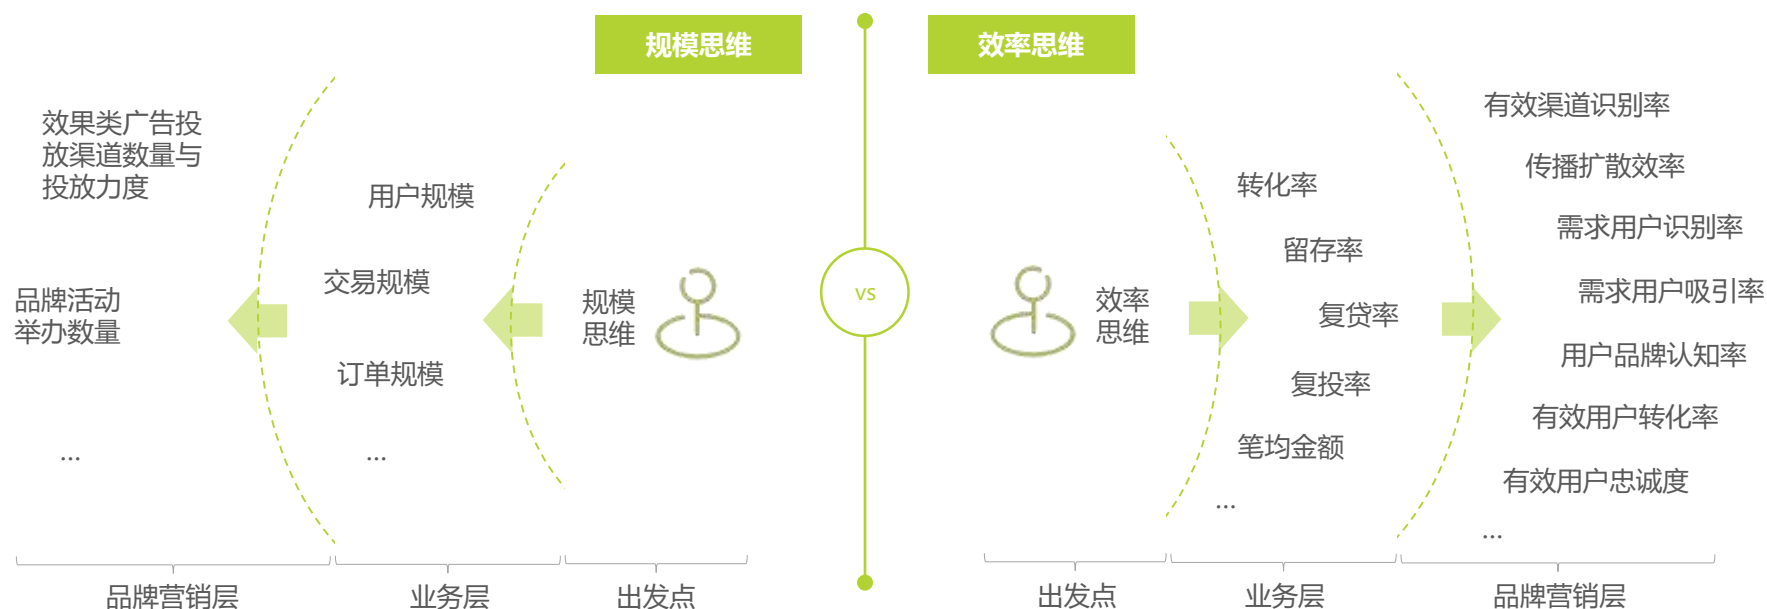 规模思维
效果类广告投
放渠道数量与
投放力度
品牌活动
举办数量
...
用户规模
交易规模
订单规模
...
规模
思维
品牌营销层
业务层
出发点
vs
效率思维
效率
思维
转化率
留存率
复贷率
复投率
笔均金额
...
有效渠道识别率
传播扩散效率
需求用户识别率
需求用户吸引率
用户品牌认知率
有效用户转化率
有效用户忠诚度
...
出发点
业务层
品牌营销层